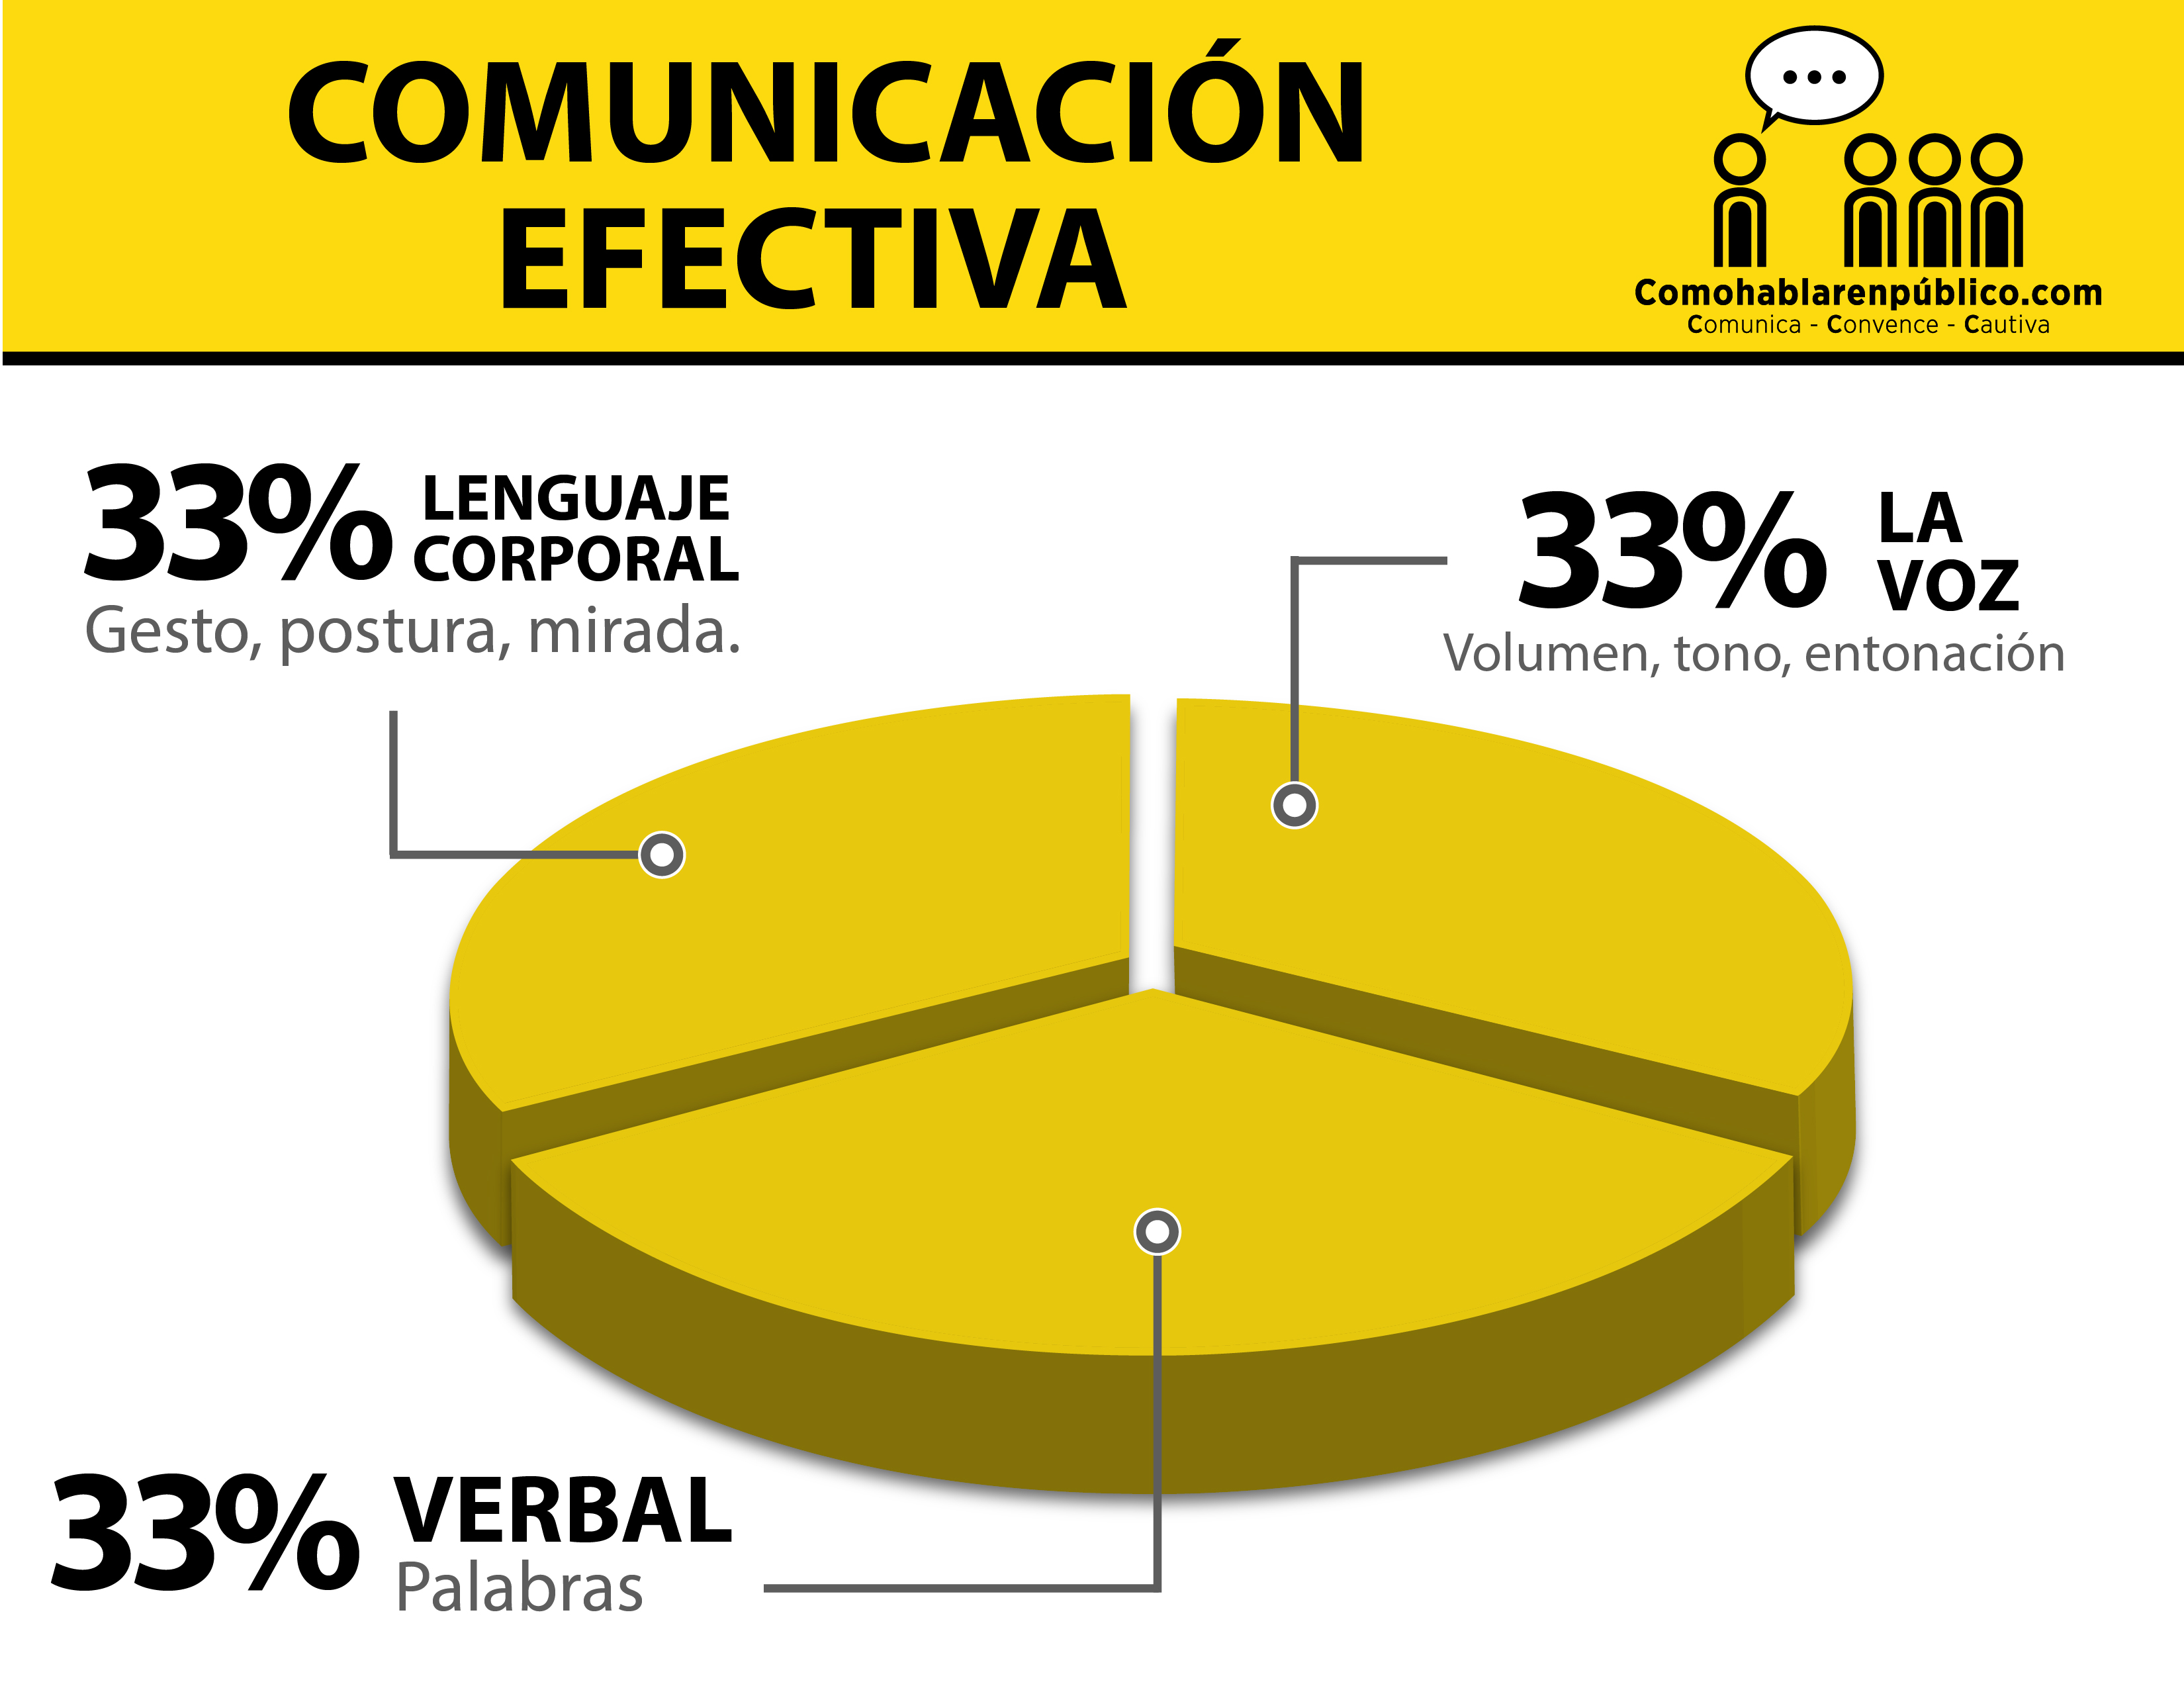 COMUNICACIÓN
EFECTIVA
Comohablarenpúblico.com
Comunica - Convence - Cautiva
33% LENGUAJE
CORPORAL
Gesto, postura, mirada.
33% LA
VOZ
Volumen, tono, entonación
33% VERBAL
Palabras